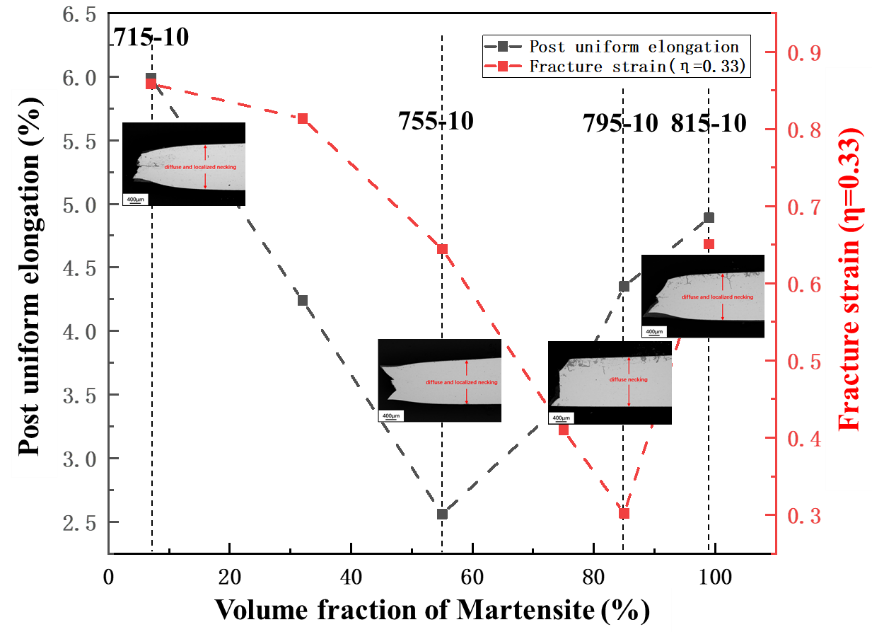 6.5
6.0
5.5
5.0
4.5
4.0
3.5
3.0
2.5
Post uniform elongation (%)
715-10
755-10
795-10
815-10
Post uniform elongation
Fracture strain(η=0.33)
diffuse and localized necking
400μm
diffuse and localized necking
400μm
diffuse necking
400μm
diffuse and localized necking
400μm
0.9
0.8
0.7
0.6
0.5
0.4
0.3
Fracture strain (η=0.33)
0
20
40
60
80
100
Volume fraction of Martensite (%)